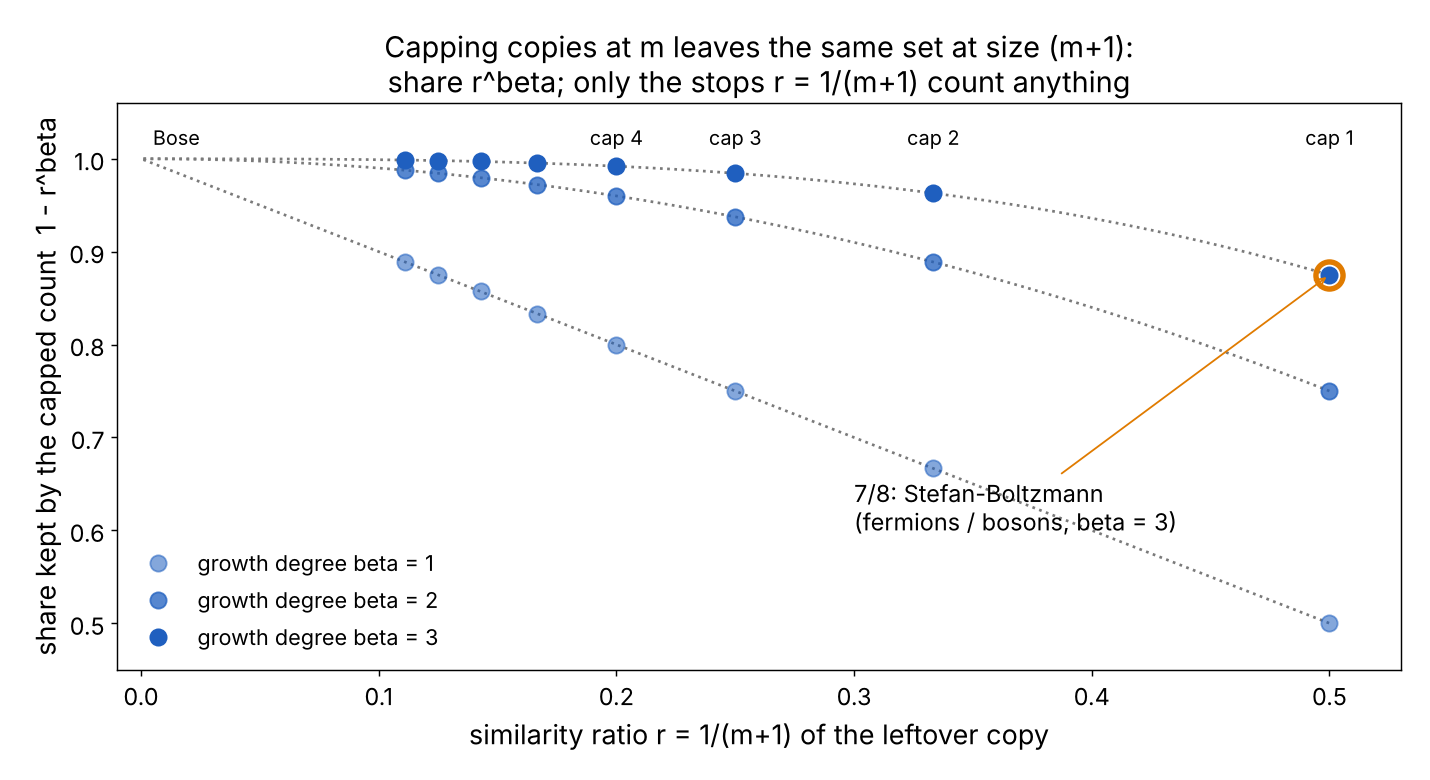 Capping copies at m leaves the same set at size (m+1):
share r^beta; only the stops r = 1/(m+1) count anything
Bose
cap 4
cap 3
cap 2
cap 1
share kept by the capped count  1 - r^beta
1.0
0.9
0.8
0.7
0.6
0.5
7/8: Stefan-Boltzmann
(fermions / bosons, beta = 3)
growth degree beta = 1
growth degree beta = 2
growth degree beta = 3
0.0
0.1
0.2
0.3
0.4
0.5
similarity ratio r = 1/(m+1) of the leftover copy